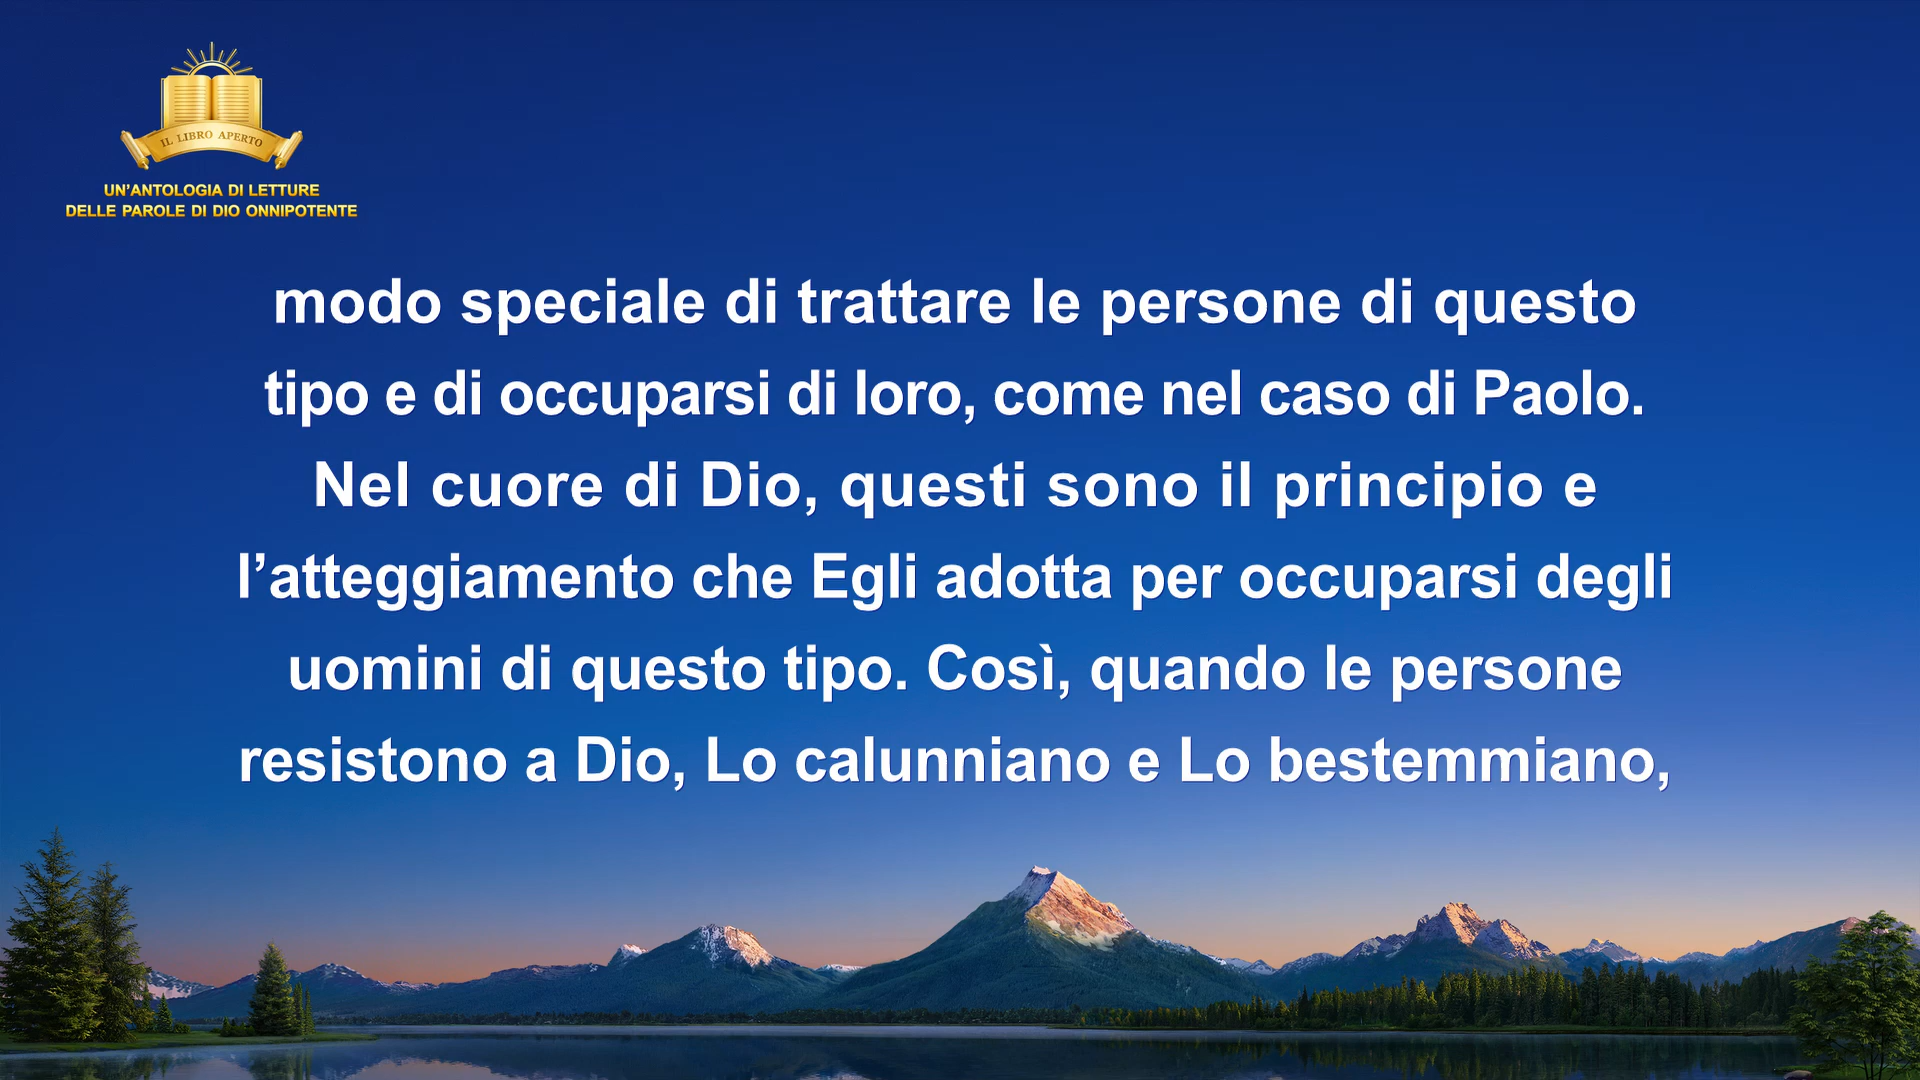 IL LIBRO APERTO
UN’ANTOLOGIA DI LETTURE
DELLE PAROLE DI DIO ONNIPOTENTE
modo speciale di trattare le persone di questo
tipo e di occuparsi di loro, come nel caso di Paolo.
Nel cuore di Dio, questi sono il principio e
l’atteggiamento che Egli adotta per occuparsi degli
uomini di questo tipo. Così, quando le persone
resistono a Dio, Lo calunniano e Lo bestemmiano,